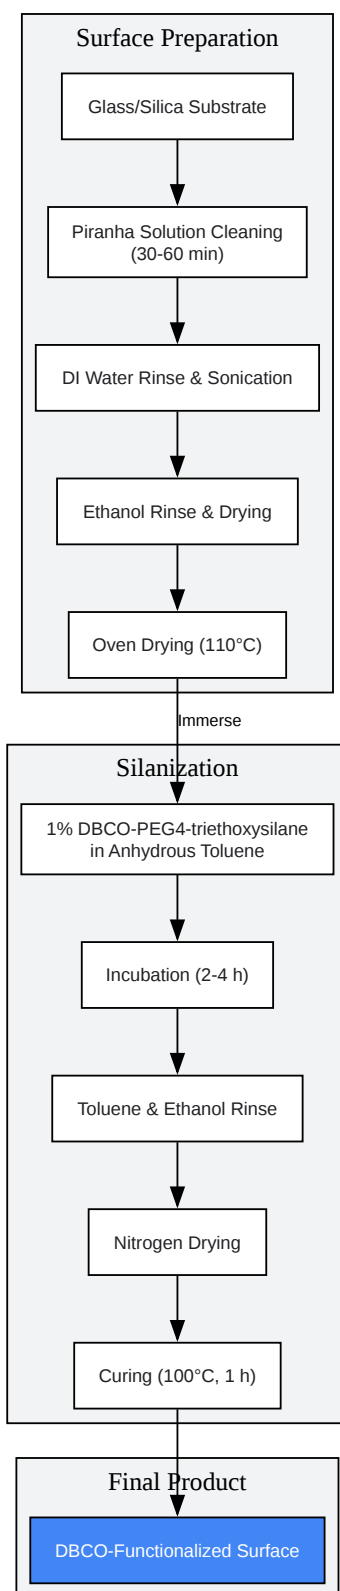 Surface Preparation
Glass/Silica Substrate
Piranha Solution Cleaning
(30-60 min)
DI Water Rinse & Sonication
Ethanol Rinse & Drying
Oven Drying (110°C)
Immerse
Silanization
1% DBCO-PEG4-triethoxysilane
in Anhydrous Toluene
Incubation (2-4 h)
Toluene & Ethanol Rinse
Nitrogen Drying
Curing (100°C, 1 h)
Final Product
DBCO-Functionalized Surface